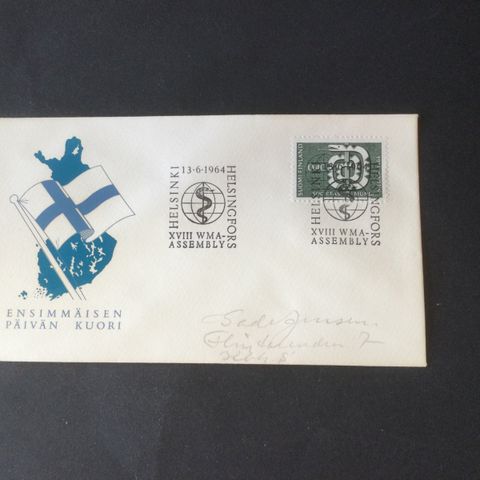 HELSINKI
13·6·1964
HELSINGFORS
XVIII WMA-
ASSEMBLY
SUOMI-FINLAND
HELSINKI
HELSINGFORS
XVIII WMA-
ASSEMBLY
ENSIMMÄISEN
PÄIVÄN KUORI